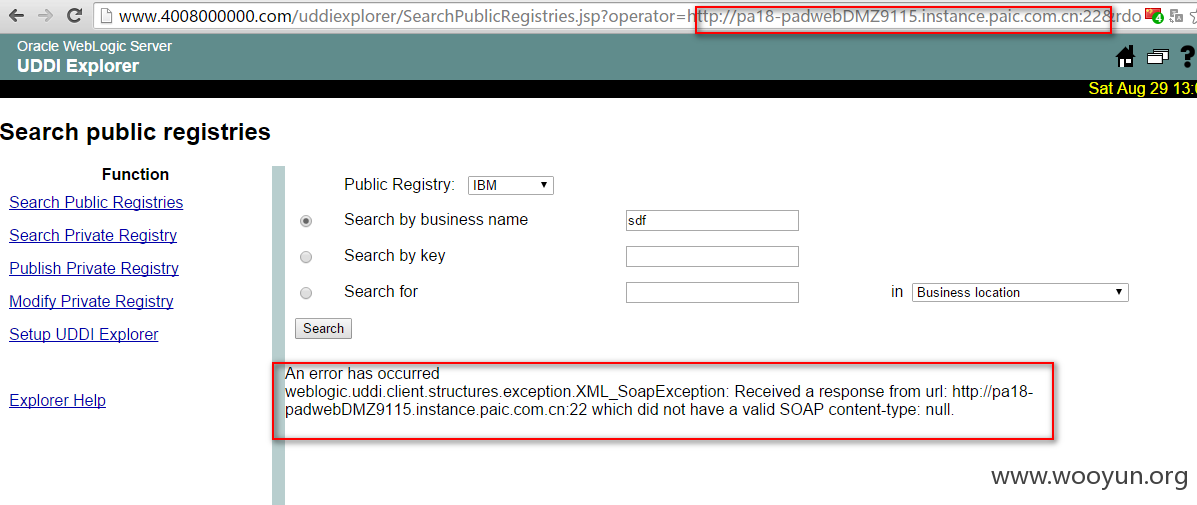 www.4008000000.com/uddiexplorer/SearchPublicRegistries.jsp?operator=http://pa18-padwebDMZ9115.instance.paic.com.cn:22&rdo
Oracle WebLogic Server
UDDI Explorer
Sat Aug 29 13:0
Search public registries
Function
Search Public Registries
Search Private Registry
Publish Private Registry
Modify Private Registry
Setup UDDI Explorer
Explorer Help
Public Registry: IBM
Search by business name sdf
Search by key
Search for in Business location
Search
An error has occurred
weblogic.uddi.client.structures.exception.XML_SoapException: Received a response from url: http://pa18-
padwebDMZ9115.instance.paic.com.cn:22 which did not have a valid SOAP content-type: null.
www.wooyun.org